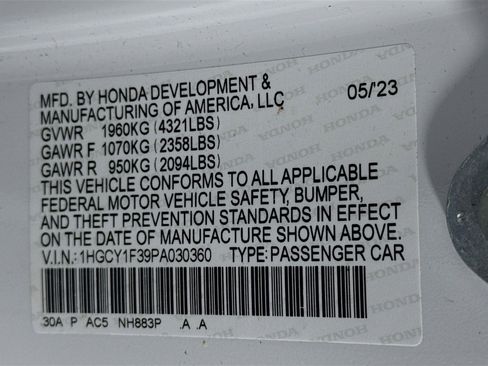 MFD. BY HONDA DEVELOPMENT &
MANUFACTURING OF AMERICA, LLC 05/'23
GVWR 1960KG (4321LBS)
GAWR F 1070KG (2358LBS)
GAWR R 950KG (2094LBS)
THIS VEHICLE CONFORMS TO ALL APPLICABLE
FEDERAL MOTOR VEHICLE SAFETY, BUMPER,
AND THEFT PREVENTION STANDARDS IN EFFECT
ON THE DATE OF MANUFACTURE SHOWN ABOVE.
V.I.N.: 1HGCY1F39PA030360 TYPE: PASSENGER CAR
30A P AC5 NH883P .A .A